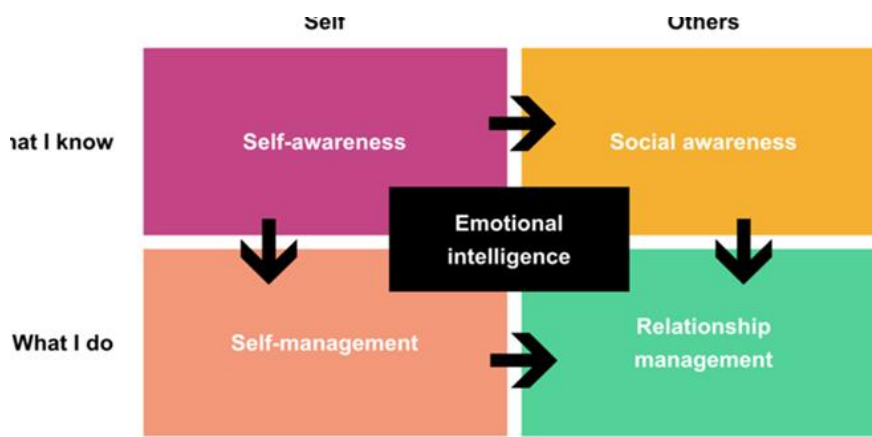 Self Others
hat I know Self-awareness Social awareness
Emotional
intelligence
What I do Self-management Relationship
management